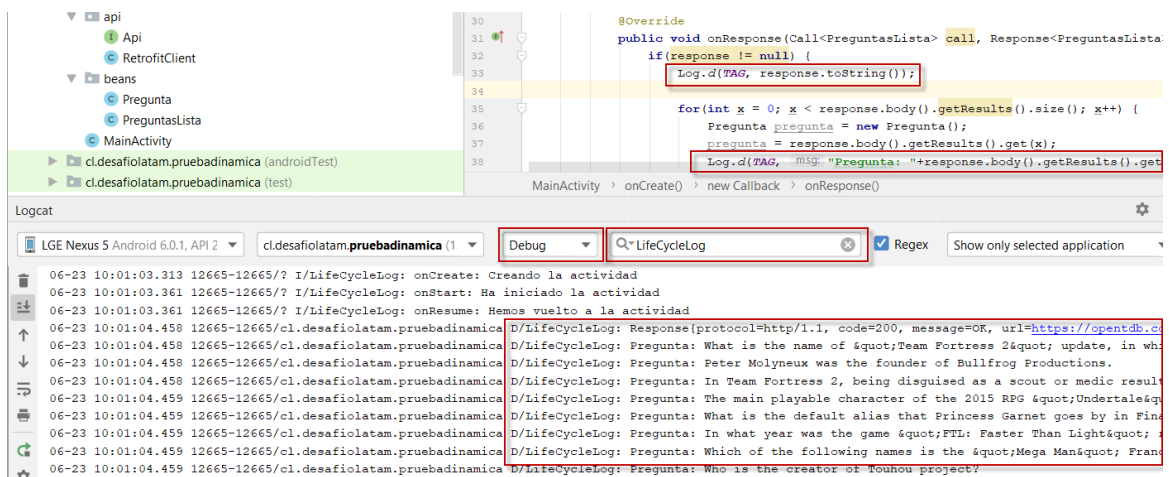 api
I Api
C RetrofitClient
beans
C Pregunta
C PreguntasLista
C MainActivity
cl.desafiolatam.pruebadinamica (androidTest)
cl.desafiolatam.pruebadinamica (test)
30 @Override
31 public void onResponse(Call<PreguntasLista> call, Response<PreguntasLista>
32 if(response != null) {
33 Log.d(TAG, response.toString());
34
35 for(int x = 0; x < response.body().getResults().size(); x++) {
36 Pregunta pregunta = new Pregunta();
37 pregunta = response.body().getResults().get(x);
38 Log.d(TAG, msg: "Pregunta: "+response.body().getResults().get
MainActivity > onCreate() > new Callback > onResponse()
Logcat
LGE Nexus 5 Android 6.0.1, API 2 cl.desafiolatam.pruebadinamica (1 Debug LifeCycleLog Regex Show only selected application
06-23 10:01:03.313 12665-12665/? I/LifeCycleLog: onCreate: Creando la actividad
06-23 10:01:03.361 12665-12665/? I/LifeCycleLog: onStart: Ha iniciado la actividad
06-23 10:01:03.361 12665-12665/? I/LifeCycleLog: onResume: Hemos vuelto a la actividad
06-23 10:01:04.458 12665-12665/cl.desafiolatam.pruebadinamica D/LifeCycleLog: Response{protocol=http/1.1, code=200, message=OK, url=https://opentdb.co
06-23 10:01:04.458 12665-12665/cl.desafiolatam.pruebadinamica D/LifeCycleLog: Pregunta: What is the name of &quot;Team Fortress 2&quot; update, in whi
06-23 10:01:04.458 12665-12665/cl.desafiolatam.pruebadinamica D/LifeCycleLog: Pregunta: Peter Molyneux was the founder of Bullfrog Productions.
06-23 10:01:04.458 12665-12665/cl.desafiolatam.pruebadinamica D/LifeCycleLog: Pregunta: In Team Fortress 2, being disguised as a scout or medic result
06-23 10:01:04.459 12665-12665/cl.desafiolatam.pruebadinamica D/LifeCycleLog: Pregunta: The main playable character of the 2015 RPG &quot;Undertale&qu
06-23 10:01:04.459 12665-12665/cl.desafiolatam.pruebadinamica D/LifeCycleLog: Pregunta: What is the default alias that Princess Garnet goes by in Fina
06-23 10:01:04.459 12665-12665/cl.desafiolatam.pruebadinamica D/LifeCycleLog: Pregunta: In what year was the game &quot;FTL: Faster Than Light&quot; r
06-23 10:01:04.459 12665-12665/cl.desafiolatam.pruebadinamica D/LifeCycleLog: Pregunta: Which of the following names is the &quot;Mega Man&quot; Franc
06-23 10:01:04.459 12665-12665/cl.desafiolatam.pruebadinamica D/LifeCycleLog: Pregunta: Who is the creator of Touhou project?